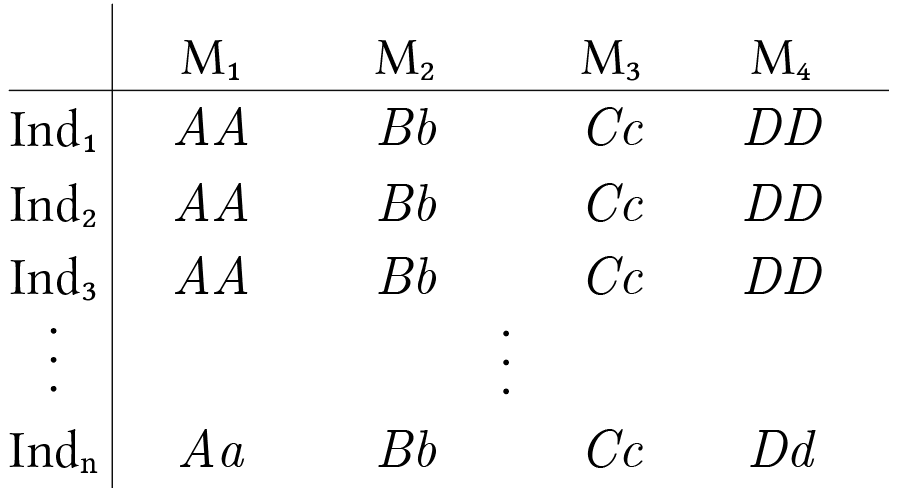 M₁ M₂ M₃ M₄
Ind₁ AA Bb Cc DD
Ind₂ AA Bb Cc DD
Ind₃ AA Bb Cc DD
⋮ ⋮
Indₙ Aa Bb Cc Dd